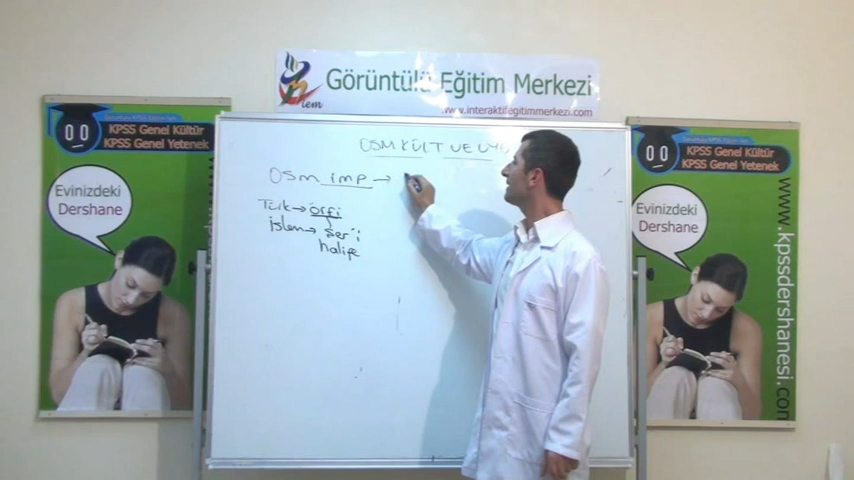 Görüntülü Eğitim Merkezi
www.interaktifegitimmerkezi.com
KPSS Genel Kültür
KPSS Genel Yetenek
Evinizdeki
Dershane
OSM KÜLT VE UYG
OSM İMP →
Türk → örfi
İslam → şer'i
halife
KPSS Genel Kültür
KPSS Genel Yetenek
Evinizdeki
Dershane
www.kpssdershanesi.com